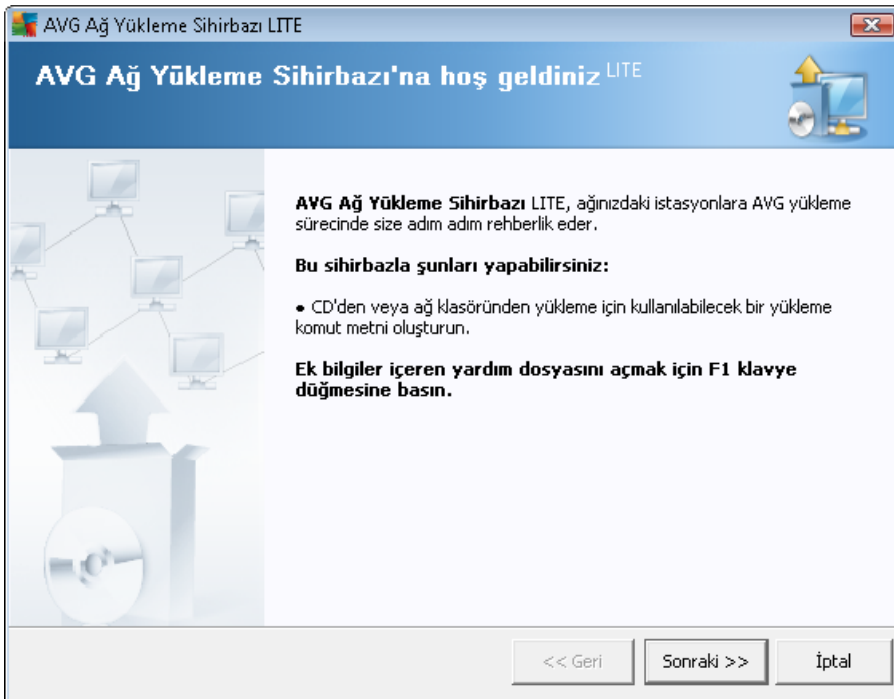 AVG Ağ Yükleme Sihirbazı LITE
AVG Ağ Yükleme Sihirbazı'na hoş geldiniz LITE
AVG Ağ Yükleme Sihirbazı LITE, ağınızdaki istasyonlara AVG yükleme
sürecinde size adım adım rehberlik eder.
Bu sihirbazla şunları yapabilirsiniz:
• CD'den veya ağ klasöründen yükleme için kullanılabilecek bir yükleme
komut metni oluşturun.
Ek bilgiler içeren yardım dosyasını açmak için F1 klavye
düğmesine basın.
<< Geri
Sonraki >>
İptal